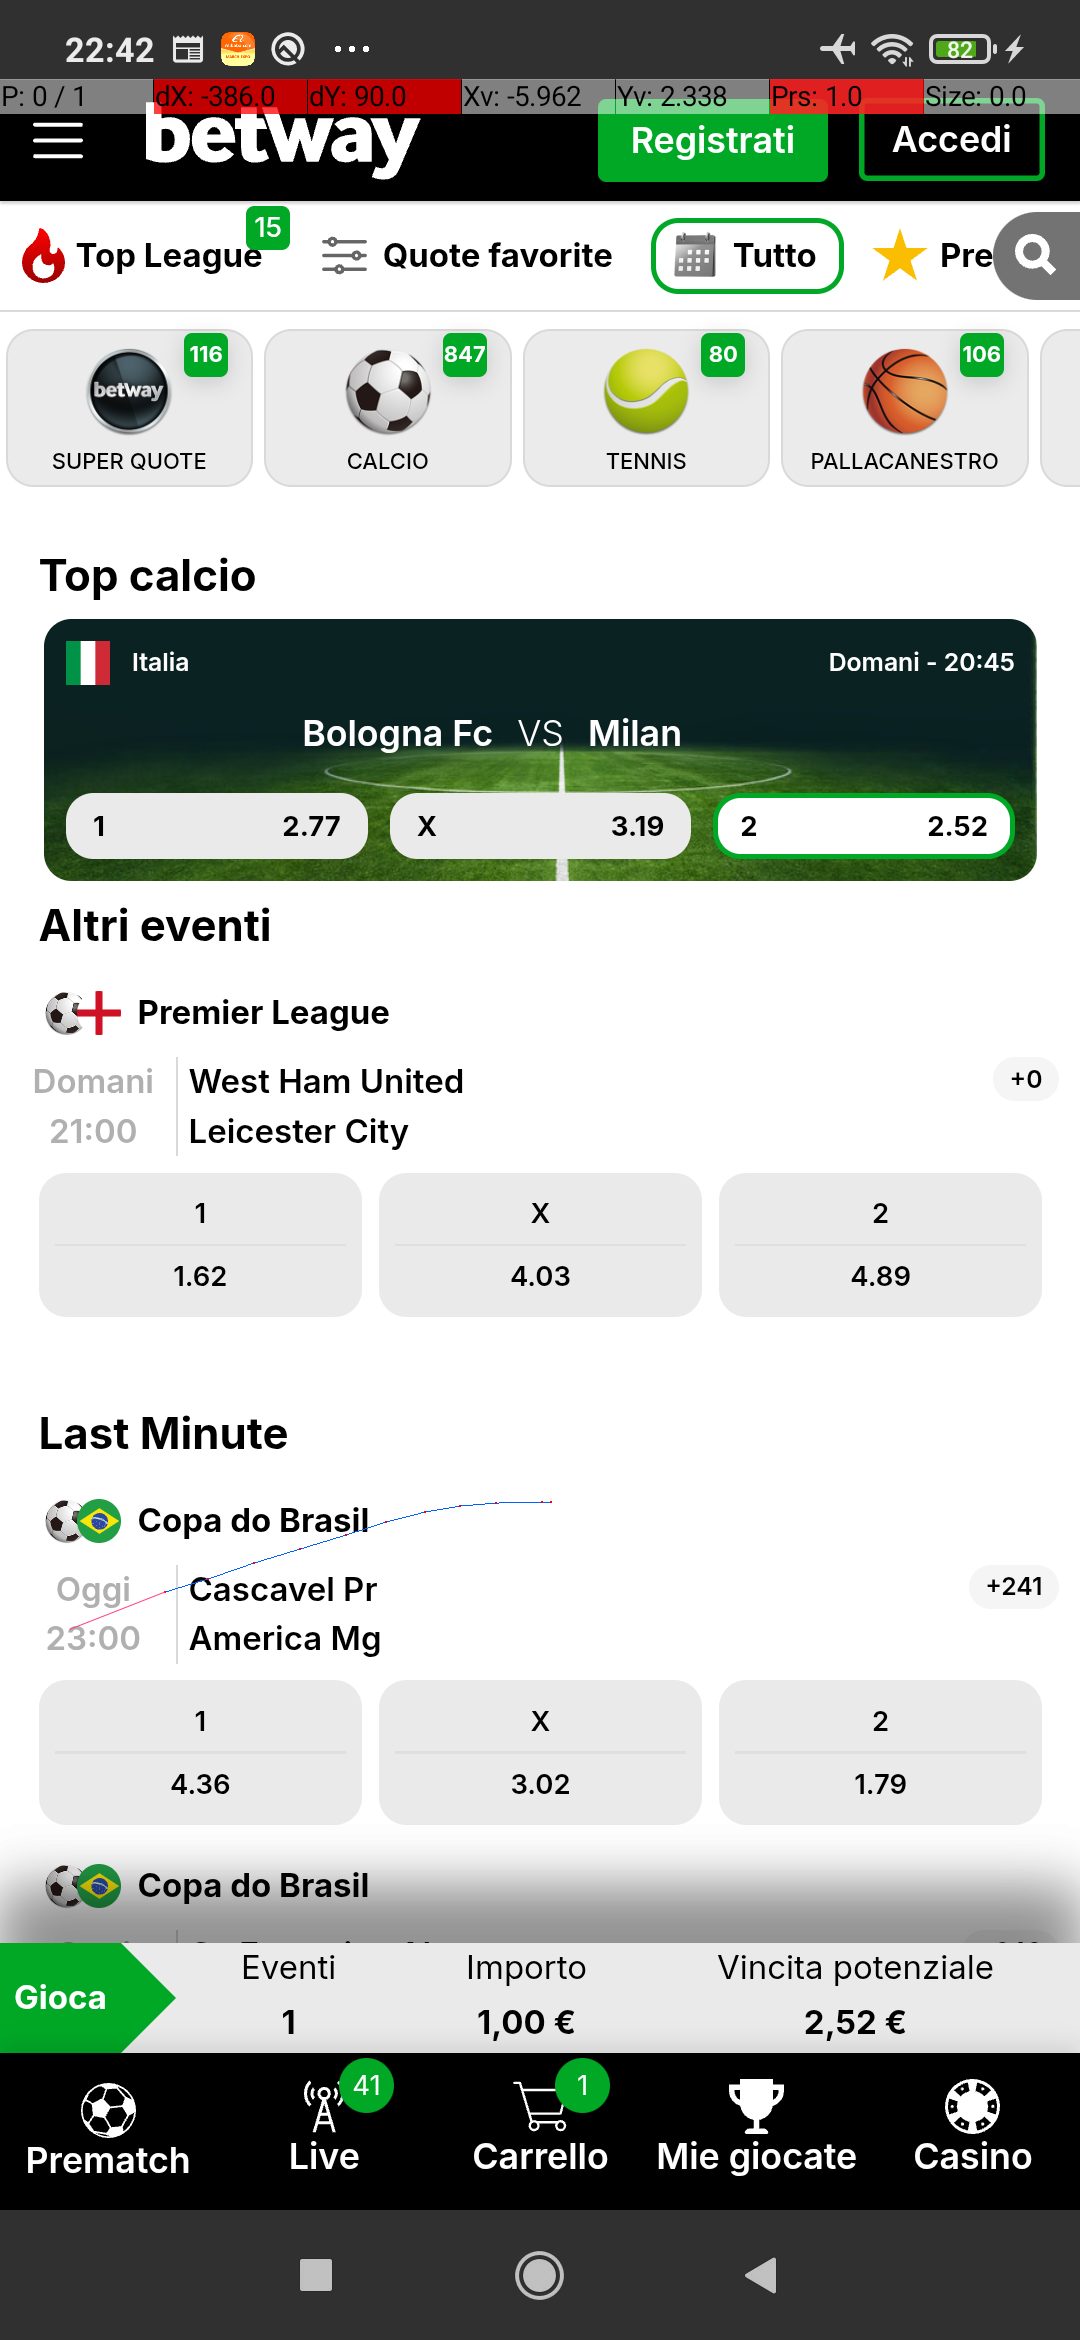 22:42
82
P: 0 / 1 dX: -386.0 dY: 90.0 Xv: -5.962 Yv: 2.338 Prs: 1.0 Size: 0.0
betway Registrati Accedi
Top League 15 Quote favorite Tutto Pre
116 847 80 106
betway
SUPER QUOTE CALCIO TENNIS PALLACANESTRO
Top calcio
Italia Domani - 20:45
Bologna Fc VS Milan
1 2.77 X 3.19 2 2.52
Altri eventi
Premier League
Domani West Ham United +0
21:00 Leicester City
1 X 2
1.62 4.03 4.89
Last Minute
Copa do Brasil
Oggi Cascavel Pr +241
23:00 America Mg
1 X 2
4.36 3.02 1.79
Copa do Brasil
Gioca Eventi Importo Vincita potenziale
1 1,00 € 2,52 €
41 1
Prematch Live Carrello Mie giocate Casino